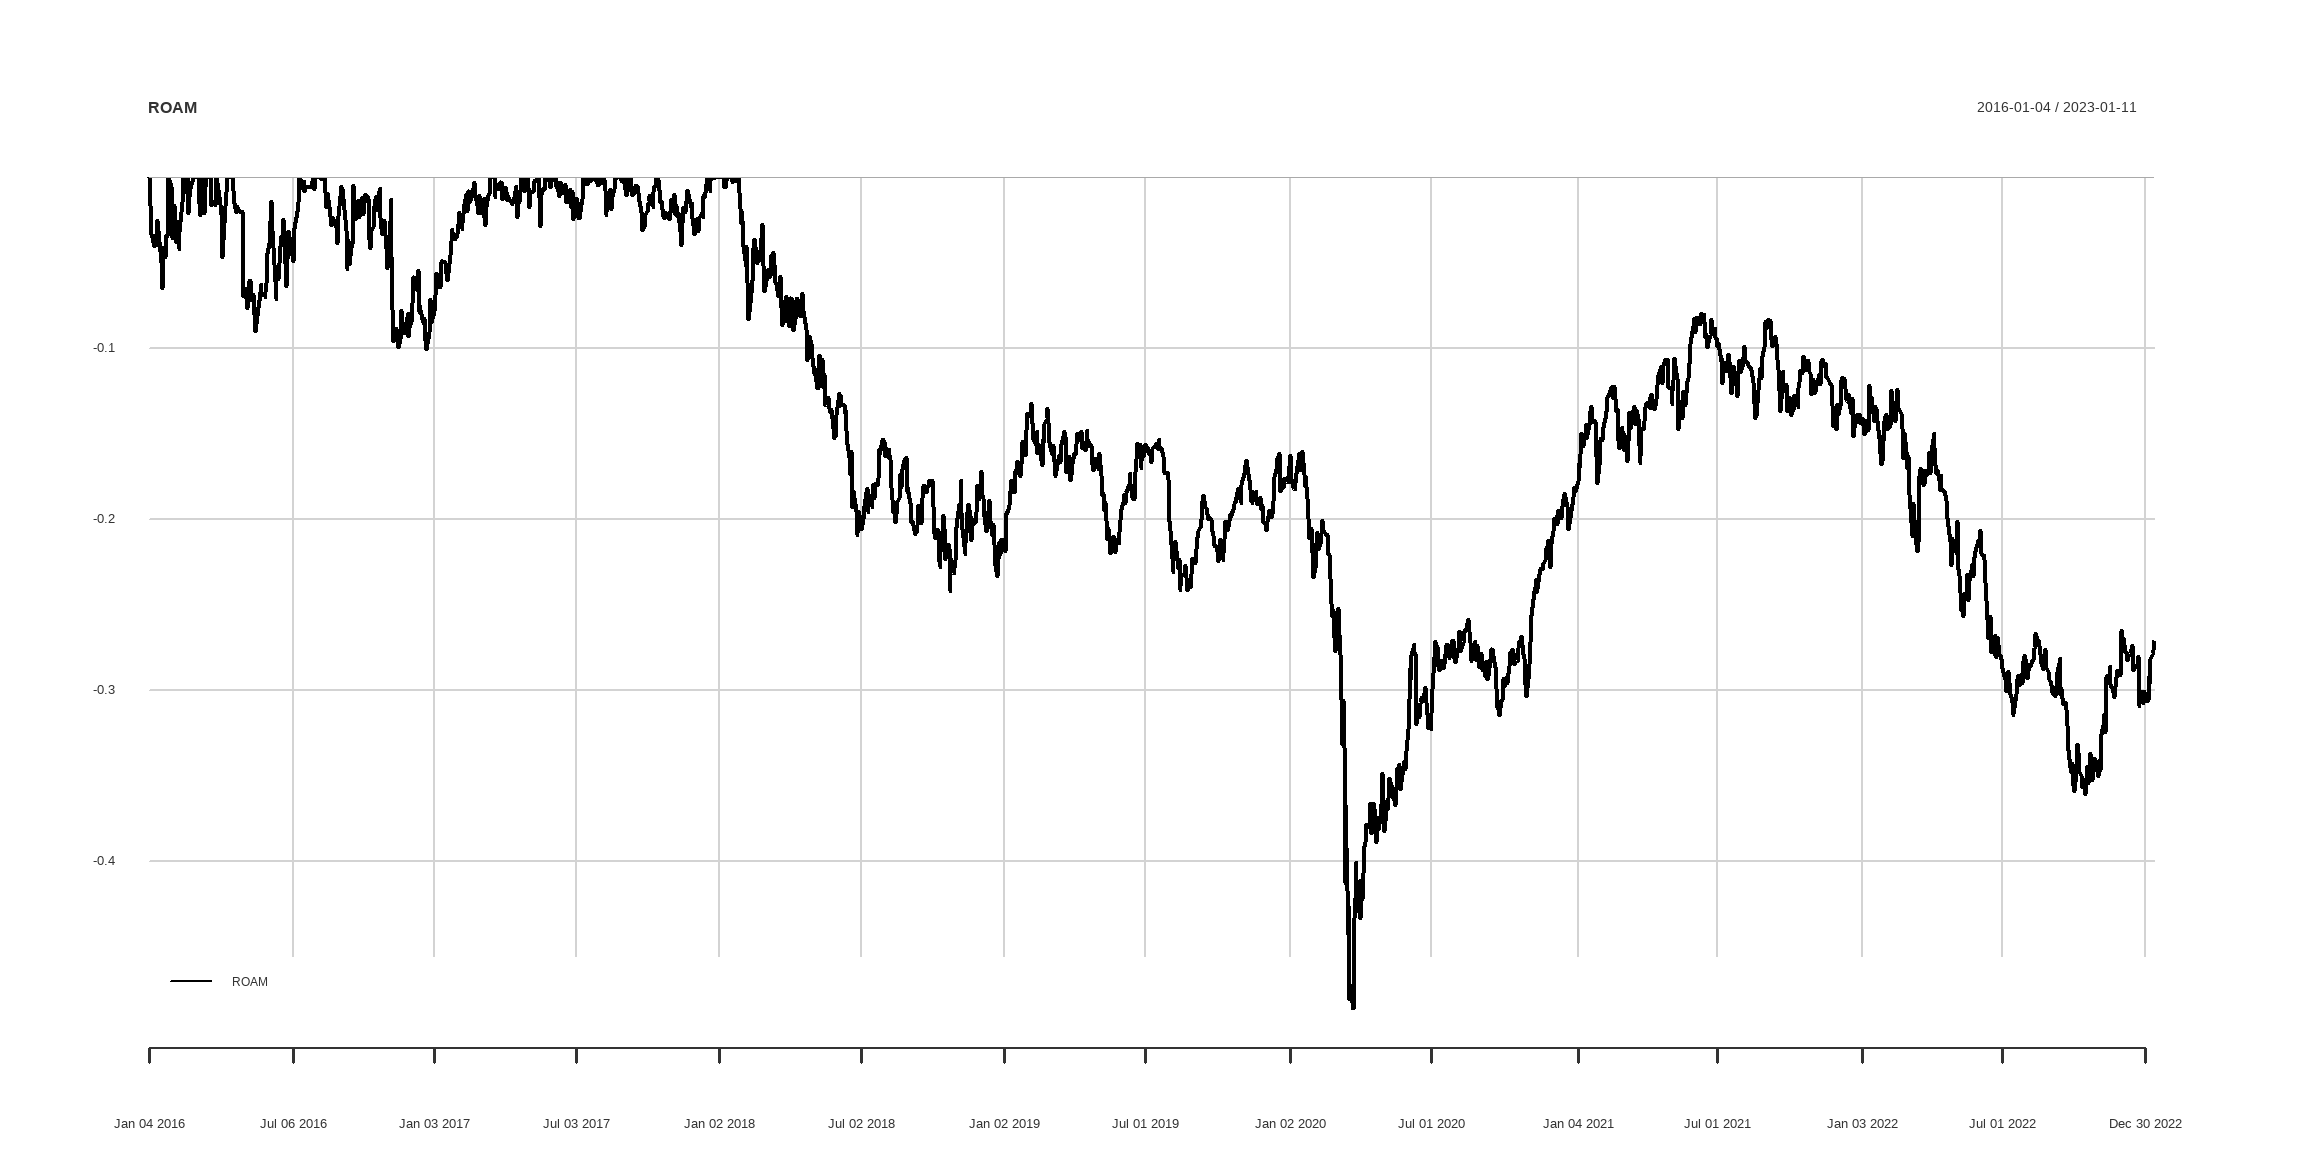 ROAM
2016-01-04 / 2023-01-11
-0.1
-0.2
-0.3
-0.4
ROAM
Jan 04 2016
Jul 06 2016
Jan 03 2017
Jul 03 2017
Jan 02 2018
Jul 02 2018
Jan 02 2019
Jul 01 2019
Jan 02 2020
Jul 01 2020
Jan 04 2021
Jul 01 2021
Jan 03 2022
Jul 01 2022
Dec 30 2022